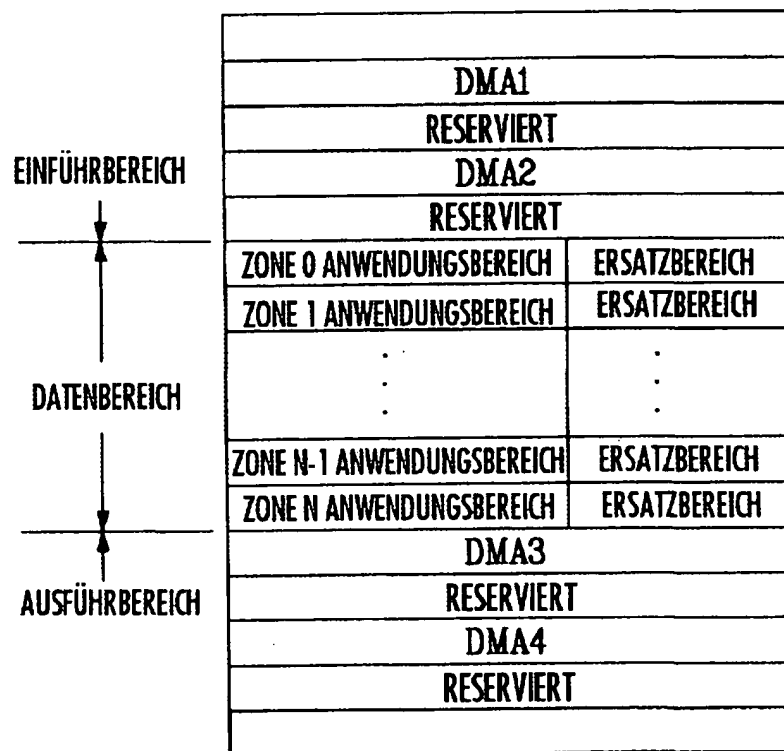 DMA1
RESERVIERT
EINFÜHRBEREICH
DMA2
RESERVIERT
ZONE 0 ANWENDUNGSBEREICH ERSATZBEREICH
ZONE 1 ANWENDUNGSBEREICH ERSATZBEREICH
DATENBEREICH
ZONE N-1 ANWENDUNGSBEREICH ERSATZBEREICH
ZONE N ANWENDUNGSBEREICH ERSATZBEREICH
DMA3
AUSFÜHRBEREICH
RESERVIERT
DMA4
RESERVIERT